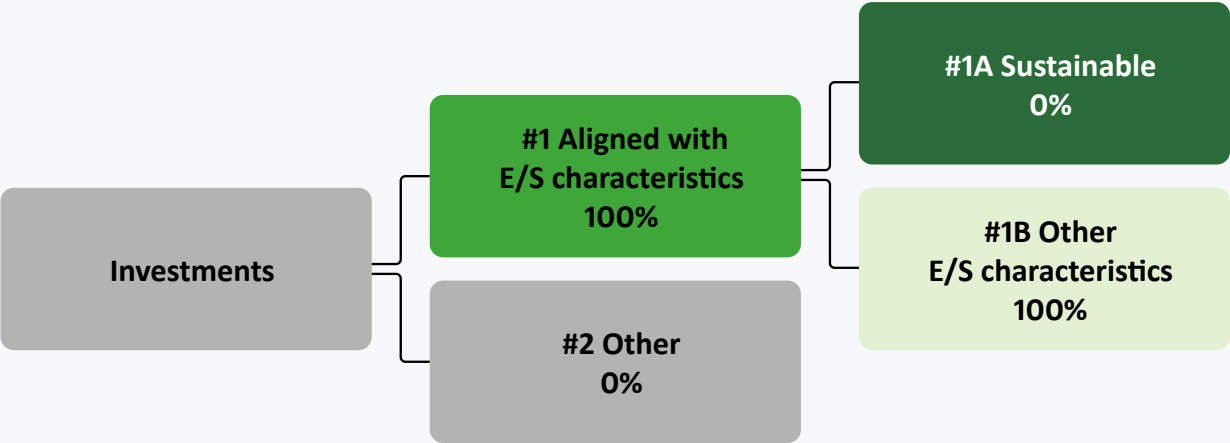 Investments
#1 Aligned with
E/S characteristics
100%
#2 Other
0%
#1A Sustainable
0%
#1B Other
E/S characteristics
100%